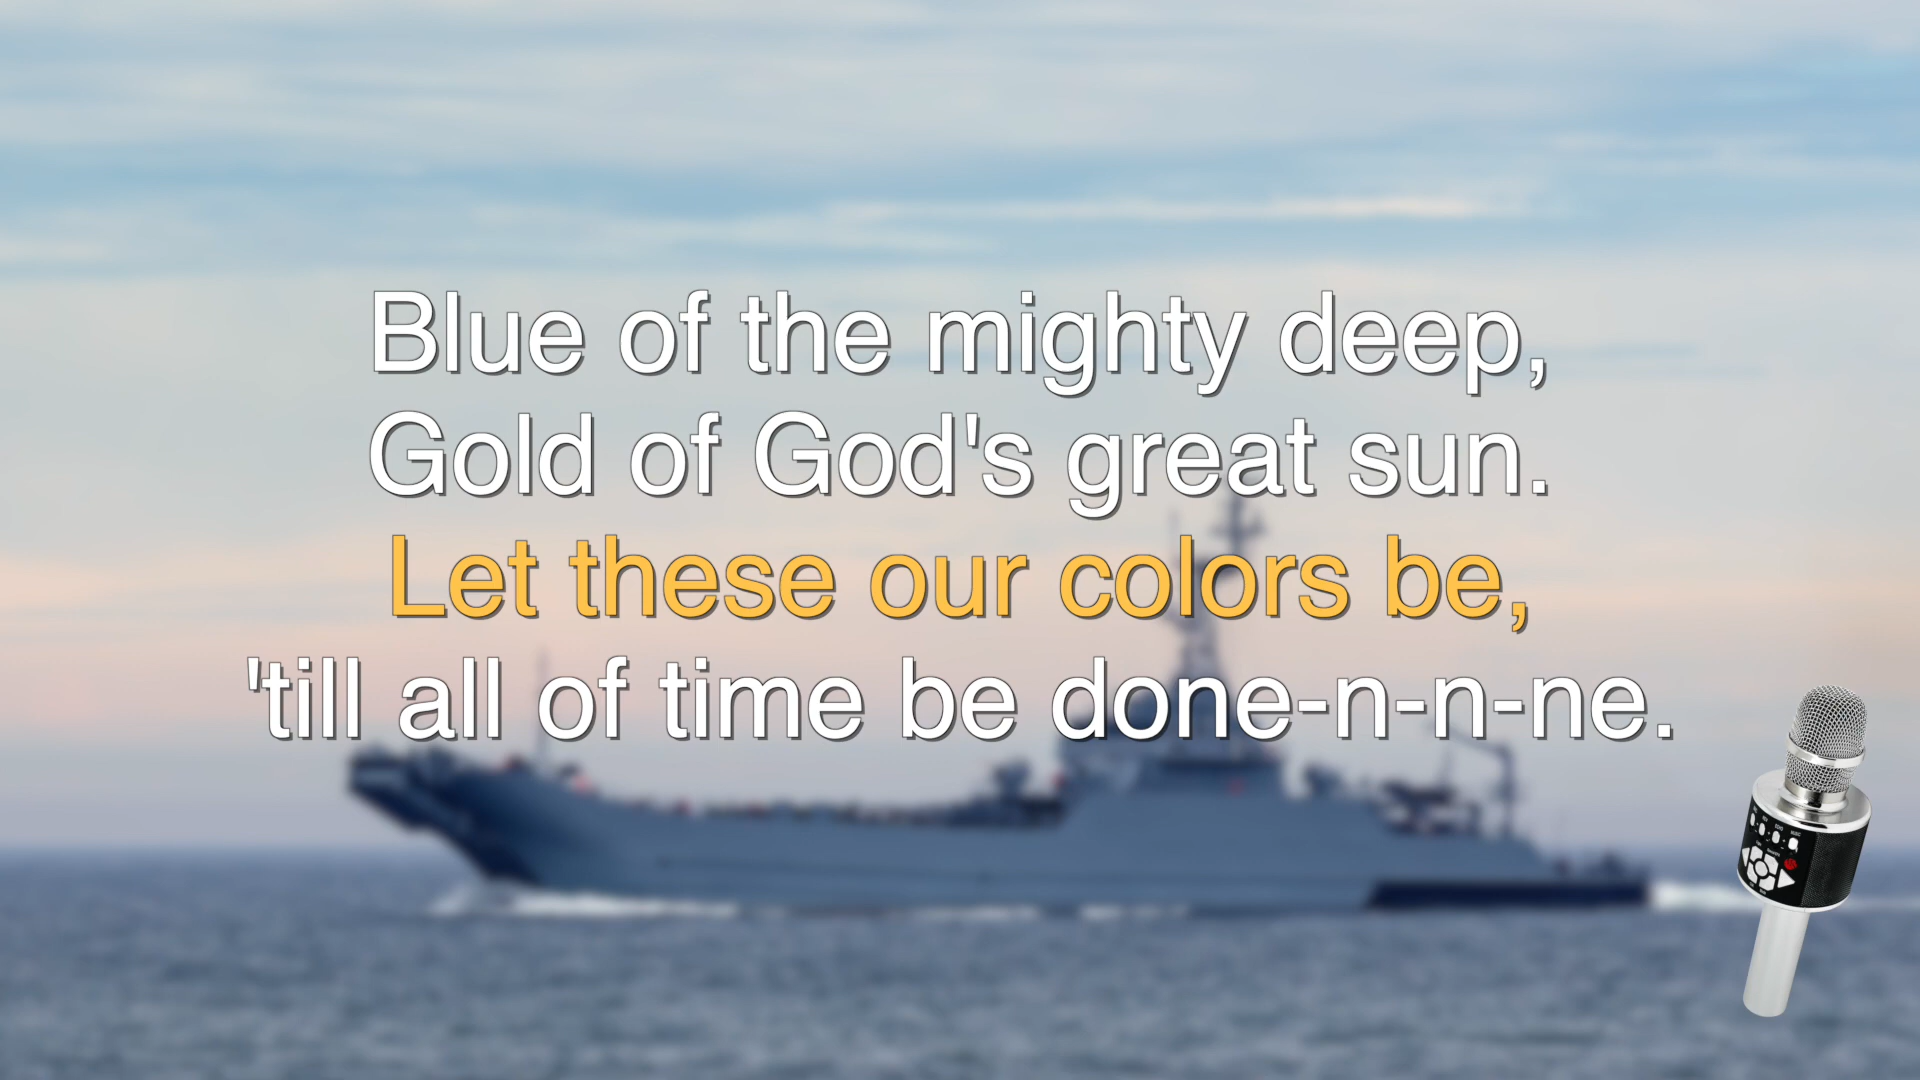 Blue of the mighty deep,
Gold of God's great sun.
Let these our colors be,
'till all of time be done-n-n-ne.